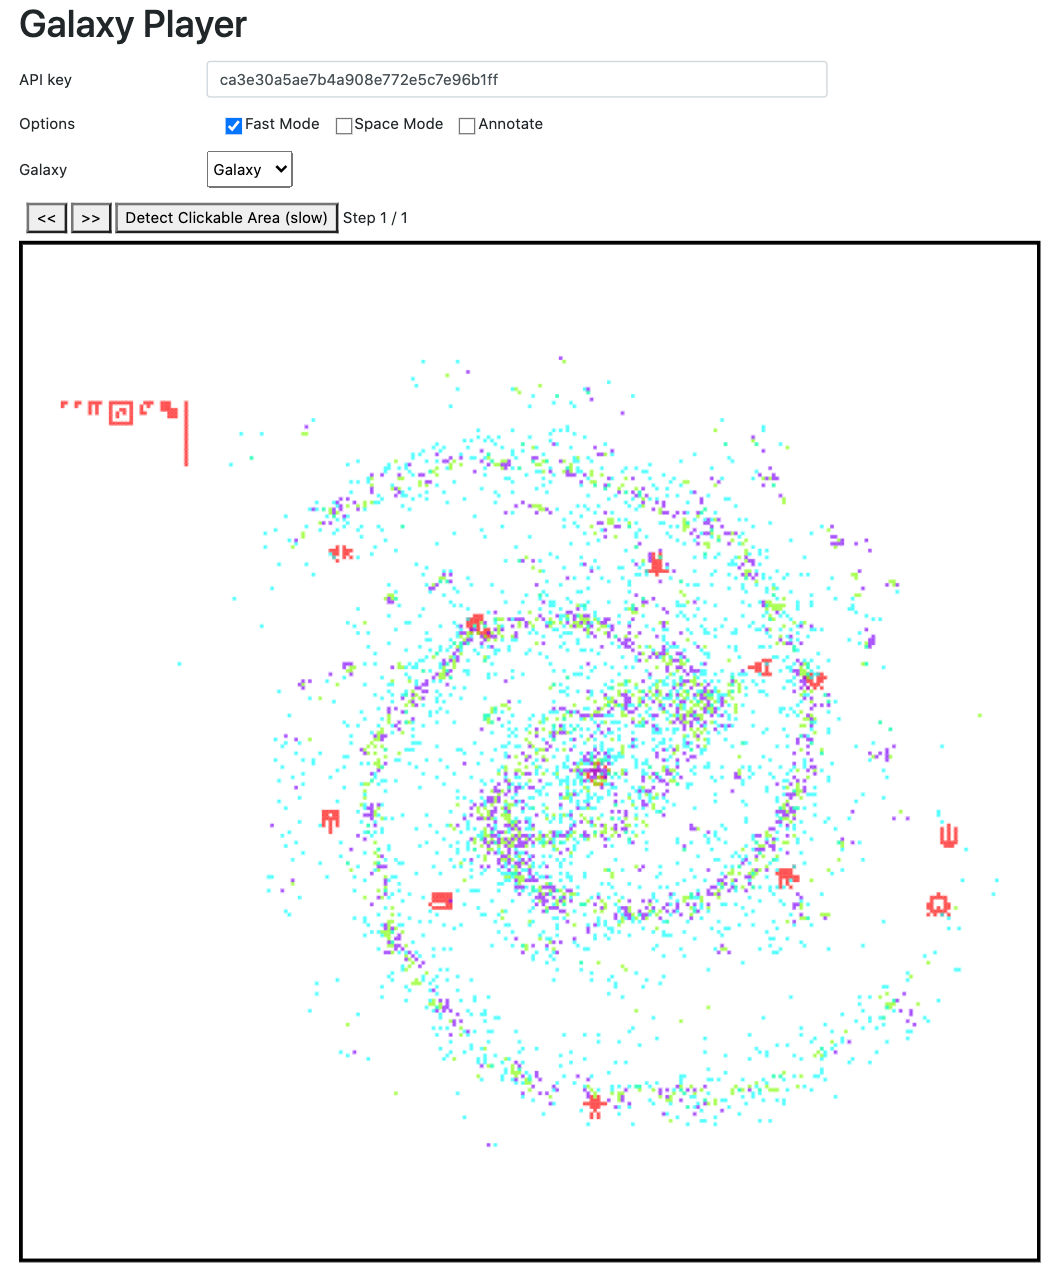 Galaxy Player
API key ca3e30a5ae7b4a908e772e5c7e96b1ff
Options Fast Mode Space Mode Annotate
Galaxy Galaxy
<< >> Detect Clickable Area (slow) Step 1 / 1